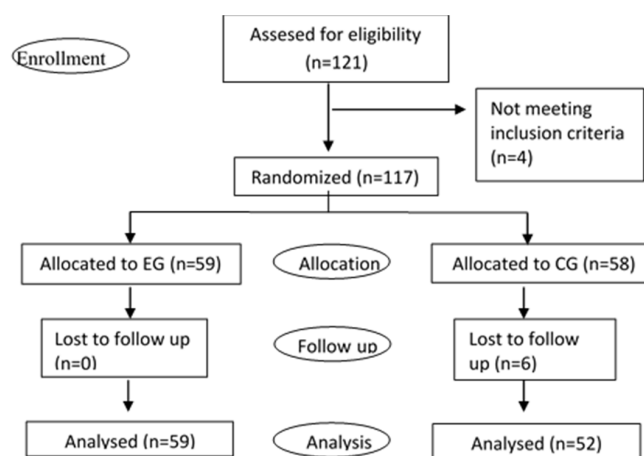 Assesed for eligibility
(n=121)
Enrollment
Not meeting
inclusion criteria
(n=4)
Randomized (n=117)
Allocated to EG (n=59)
Allocation
Allocated to CG (n=58)
Lost to follow up
(n=0)
Follow up
Lost to follow
up (n=6)
Analysed (n=59)
Analysis
Analysed (n=52)